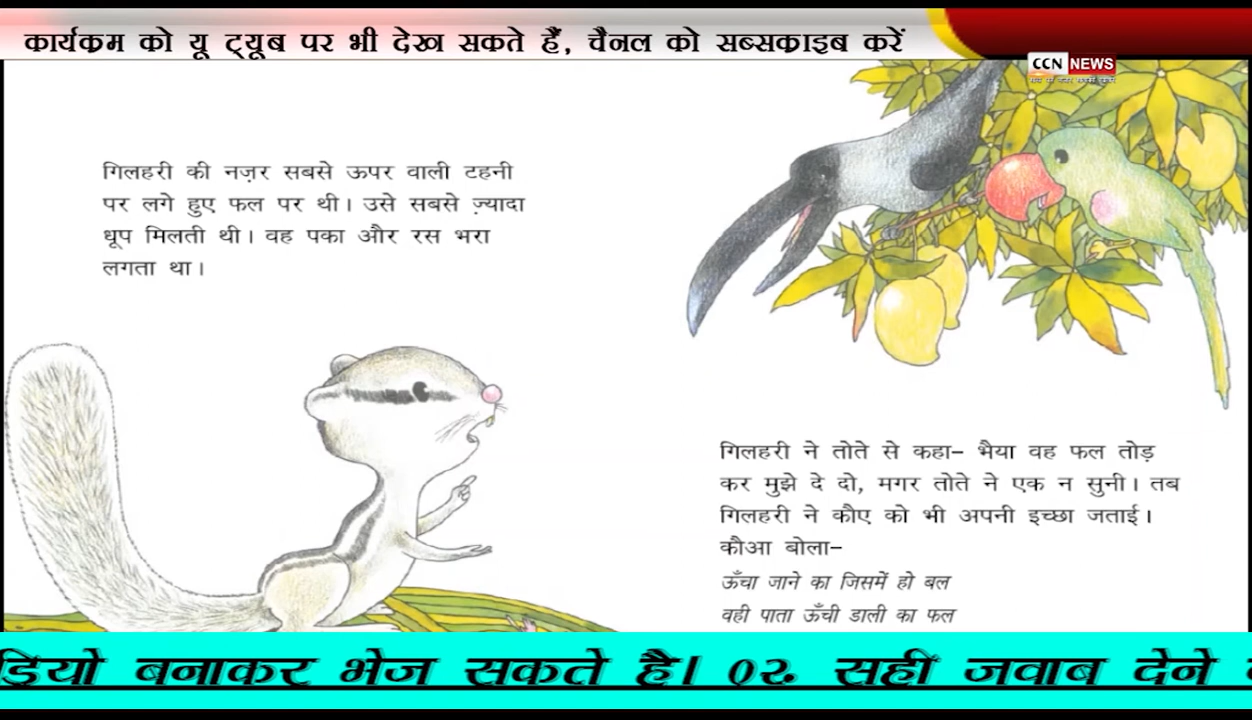 कार्यक्रम को यू ट्यूब पर भी देख सकते हैं, चैनल को सब्सक्राइब करें
CCN NEWS
गिलहरी की नज़र सबसे ऊपर वाली टहनी
पर लगे हुए फल पर थी। उसे सबसे ज़्यादा
धूप मिलती थी। वह पका और रस भरा
लगता था।
गिलहरी ने तोते से कहा– भैया वह फल तोड़
कर मुझे दे दो, मगर तोते ने एक न सुनी। तब
गिलहरी ने कौए को भी अपनी इच्छा जताई।
कौआ बोला–
ऊँचा जाने का जिसमें हो बल
वही पाता ऊँची डाली का फल
बनाकर भेज सकते है। 02. सही जवाब देने